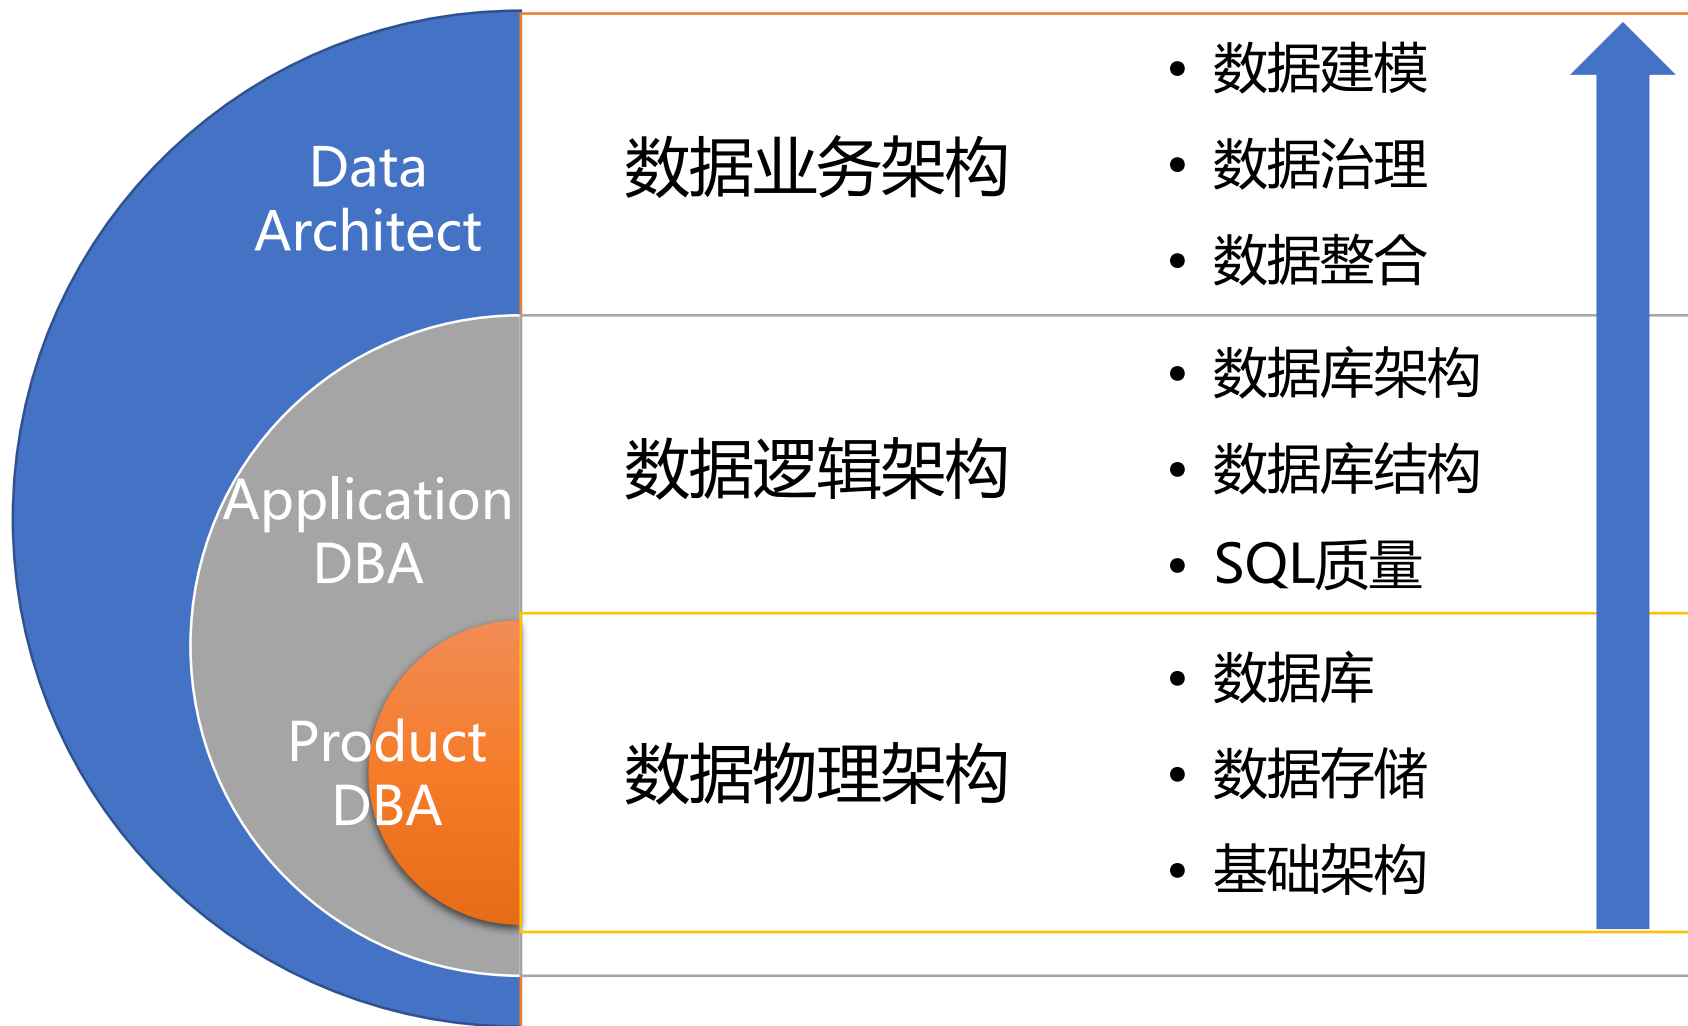 Data
Architect
数据业务架构
• 数据建模
• 数据治理
• 数据整合
Application
DBA
数据逻辑架构
• 数据库架构
• 数据库结构
• SQL质量
Product
DBA
数据物理架构
• 数据库
• 数据存储
• 基础架构